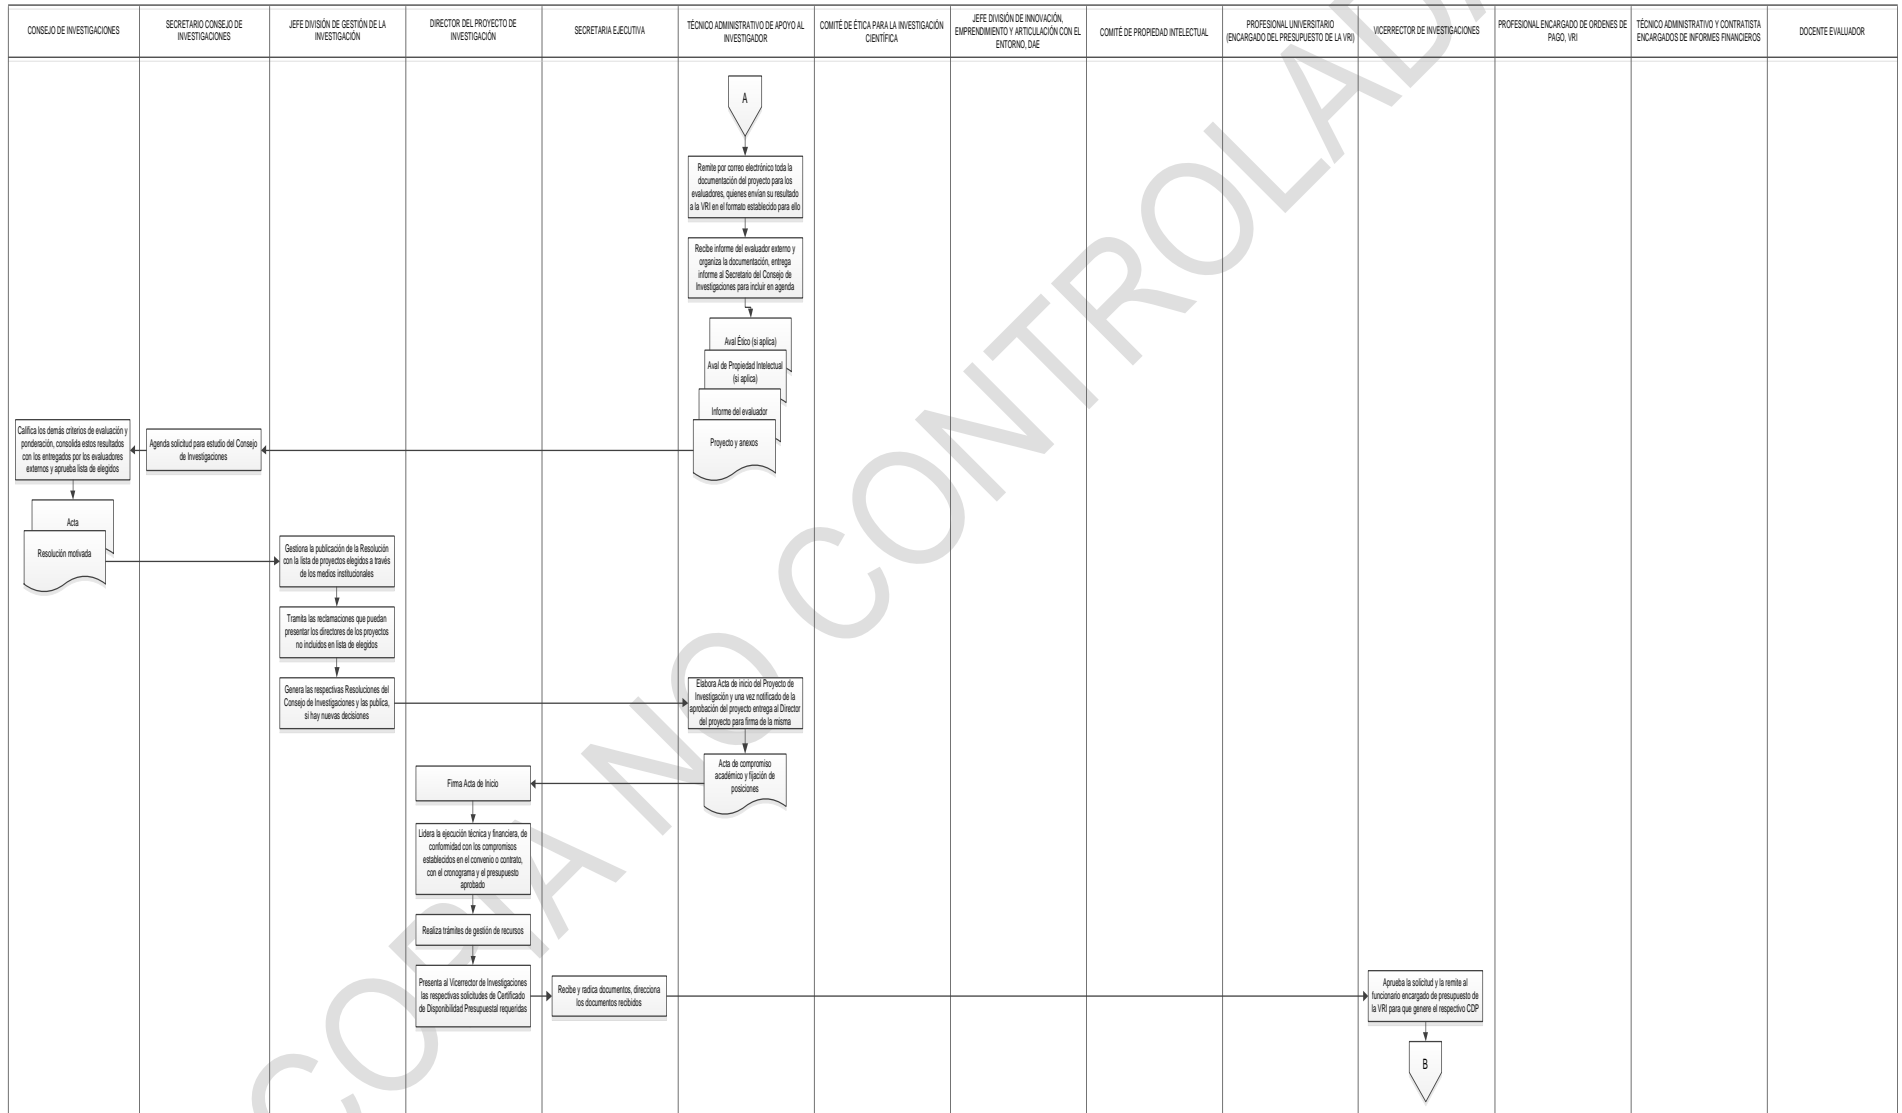 CONSEJO DE INVESTIGACIONES
SECRETARIO CONSEJO DE
INVESTIGACIONES
JEFE DIVISIÓN DE GESTIÓN DE LA
INVESTIGACIÓN
DIRECTOR DEL PROYECTO DE
INVESTIGACIÓN
SECRETARIA EJECUTIVA
TÉCNICO ADMINISTRATIVO DE APOYO AL
INVESTIGADOR
COMITÉ DE ÉTICA PARA LA INVESTIGACIÓN
CIENTÍFICA
JEFE DIVISIÓN DE INNOVACIÓN,
EMPRENDIMIENTO Y ARTICULACIÓN CON EL
ENTORNO, DAE
COMITÉ DE PROPIEDAD INTELECTUAL
PROFESIONAL UNIVERSITARIO
(ENCARGADO DEL PRESUPUESTO DE LA VRI)
VICERRECTOR DE INVESTIGACIONES
PROFESIONAL ENCARGADO DE ORDENES DE
PAGO, VRI
TÉCNICO ADMINISTRATIVO Y CONTRATISTA
ENCARGADOS DE INFORMES FINANCIEROS
DOCENTE EVALUADOR
A
Remite por correo electrónico toda la
documentación del proyecto para los
evaluadores, quienes envían su resultado
a la VRI en el formato establecido para ello
Recibe informe del evaluador externo y
organiza la documentación, entrega
informe al Secretario del Consejo de
Investigaciones para incluir en agenda
Aval Ético (si aplica)
Aval de Propiedad Intelectual
(si aplica)
Informe del evaluador
Proyecto y anexos
Agenda solicitud para estudio del Consejo
de Investigaciones
Califica los demás criterios de evaluación y
ponderación, consolida estos resultados
con los entregados por los evaluadores
externos y aprueba lista de elegidos
Acta
Resolución motivada
Gestiona la publicación de la Resolución
con la lista de proyectos elegidos a través
de los medios institucionales
Tramita las reclamaciones que puedan
presentar los directores de los proyectos
no incluidos en lista de elegidos
Genera las respectivas Resoluciones del
Consejo de Investigaciones y las publica,
si hay nuevas decisiones
Elabora Acta de inicio del Proyecto de
Investigación y una vez notificado de la
aprobación del proyecto entrega al Director
del proyecto para firma de la misma
Acta de compromiso
académico y fijación de
posiciones
Firma Acta de Inicio
Lidera la ejecución técnica y financiera, de
conformidad con los compromisos
establecidos en el convenio o contrato,
con el cronograma y el presupuesto
aprobado
Realiza trámites de gestión de recursos
Presenta al Vicerrector de Investigaciones
las respectivas solicitudes de Certificado
de Disponibilidad Presupuestal requeridas
Recibe y radica documentos, direcciona
los documentos recibidos
Aprueba la solicitud y la remite al
funcionario encargado de presupuesto de
la VRI para que genere el respectivo CDP
B
COPIA NO CONTROLADA